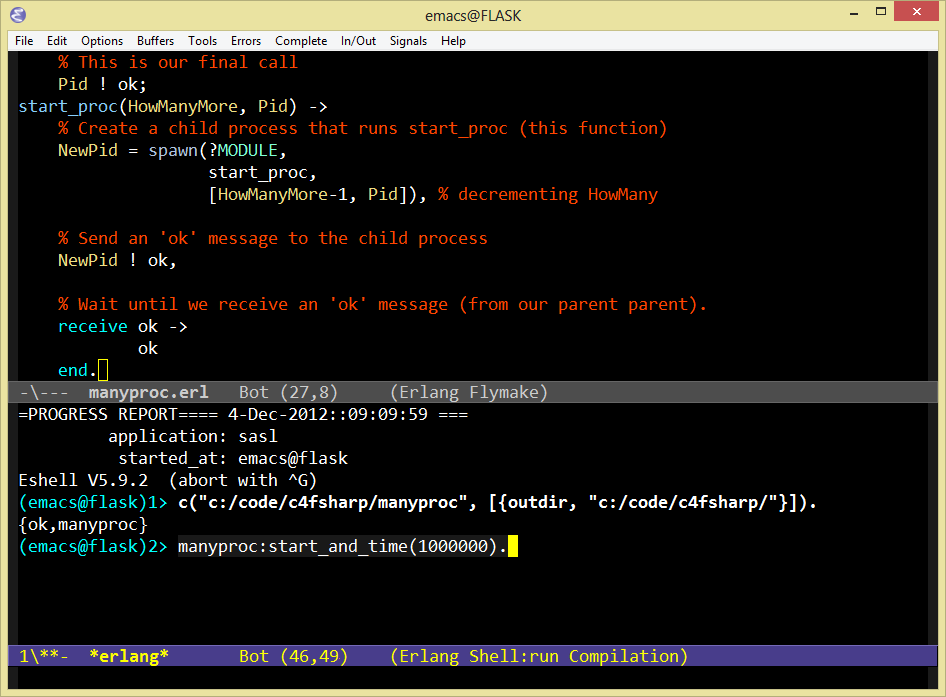 emacs@FLASK
File Edit Options Buffers Tools Errors Complete In/Out Signals Help
    % This is our final call
    Pid ! ok;
start_proc(HowManyMore, Pid) ->
    % Create a child process that runs start_proc (this function)
    NewPid = spawn(?MODULE,
                   start_proc,
                   [HowManyMore-1, Pid]), % decrementing HowMany
    % Send an 'ok' message to the child process
    NewPid ! ok,
    % Wait until we receive an 'ok' message (from our parent parent).
    receive ok ->
            ok
    end.
-\---  manyproc.erl   Bot (27,8)     (Erlang Flymake)
=PROGRESS REPORT==== 4-Dec-2012::09:09:59 ===
         application: sasl
          started_at: emacs@flask
Eshell V5.9.2  (abort with ^G)
(emacs@flask)1> c("c:/code/c4fsharp/manyproc", [{outdir, "c:/code/c4fsharp/"}]).
{ok,manyproc}
(emacs@flask)2> manyproc:start_and_time(1000000).
1\**-  *erlang*       Bot (46,49)    (Erlang Shell:run Compilation)